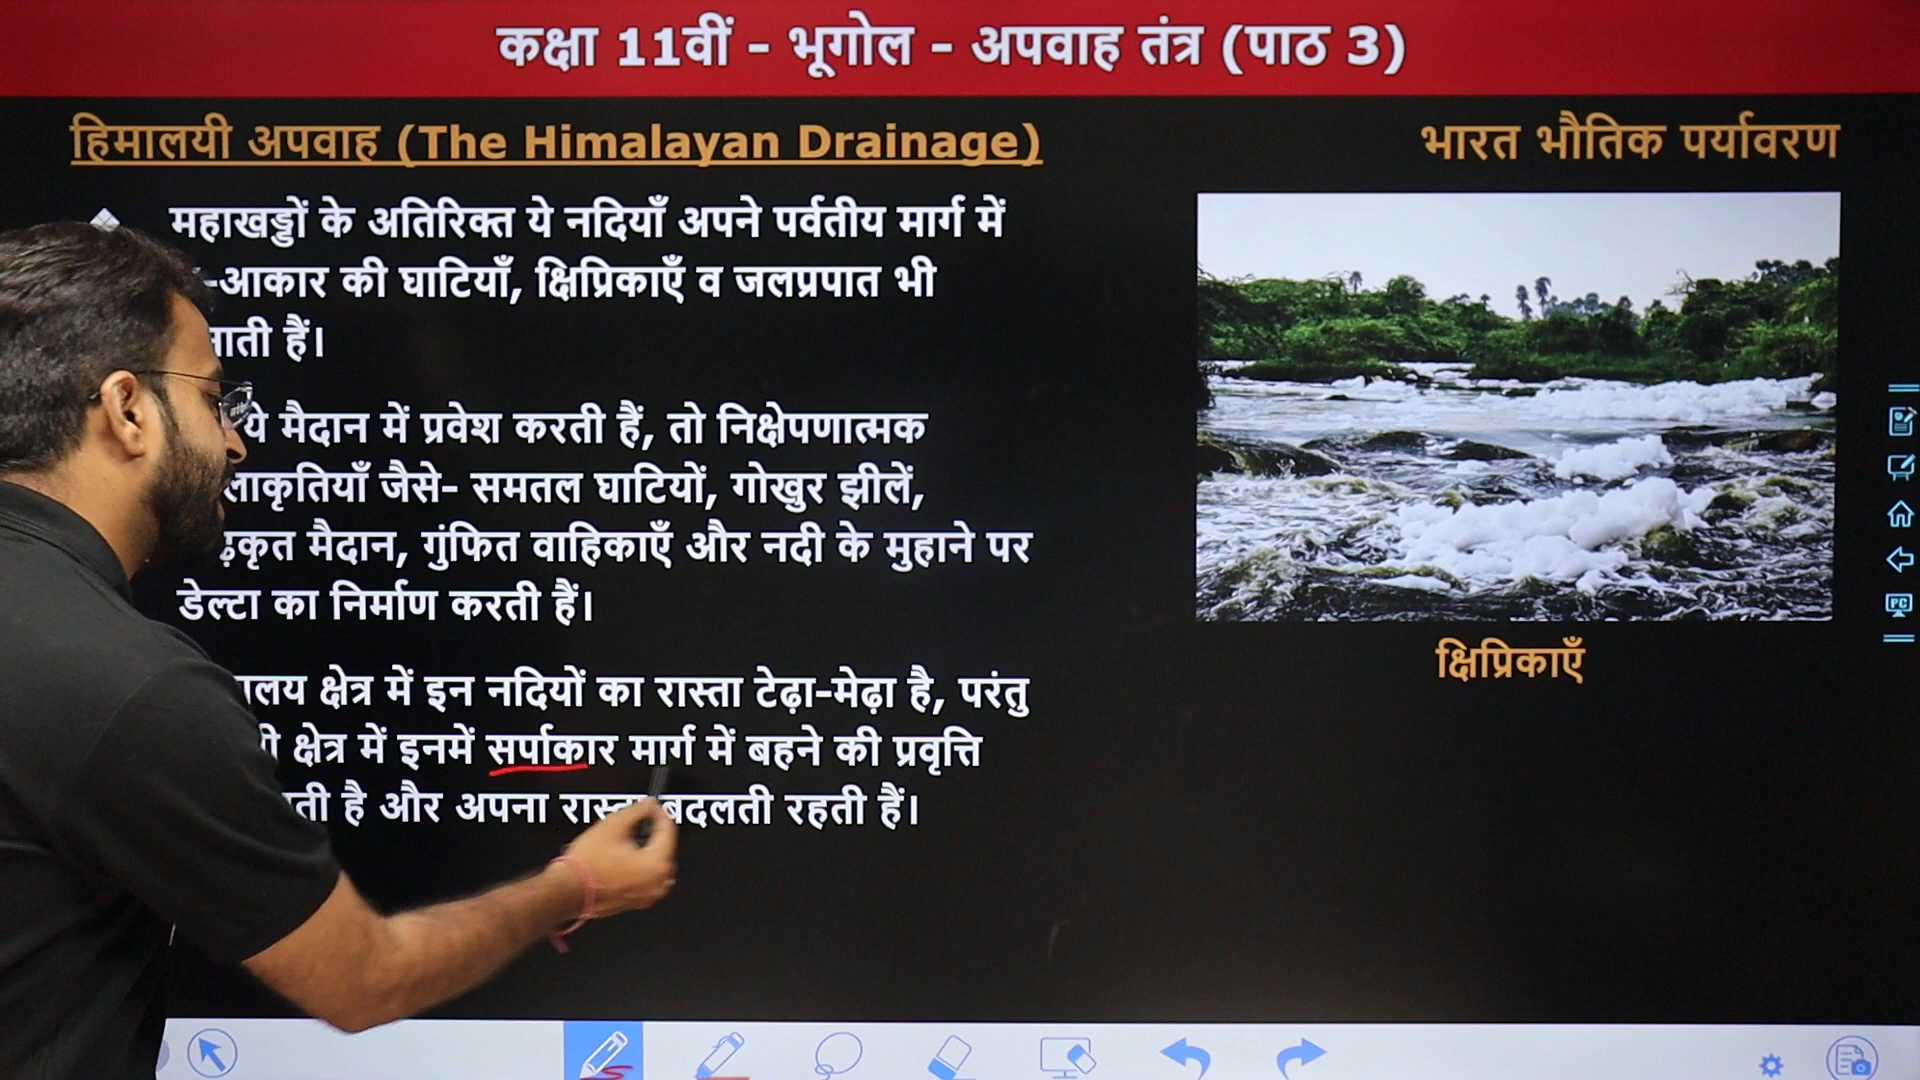 कक्षा 11वीं - भूगोल - अपवाह तंत्र (पाठ 3)
हिमालयी अपवाह (The Himalayan Drainage)
भारत भौतिक पर्यावरण
महाखड्डों के अतिरिक्त ये नदियाँ अपने पर्वतीय मार्ग में
-आकार की घाटियाँ, क्षिप्रिकाएँ व जलप्रपात भी
हैं।
ये मैदान में प्रवेश करती हैं, तो निक्षेपणात्मक
जैसे- समतल घाटियों, गोखुर झीलें,
मैदान, गुंफित वाहिकाएँ और नदी के मुहाने पर
डेल्टा का निर्माण करती हैं।
क्षेत्र में इन नदियों का रास्ता टेढ़ा-मेढ़ा है, परंतु
क्षेत्र में इनमें सर्पाकार मार्ग में बहने की प्रवृत्ति
है और अपना रास्ता बदलती रहती हैं।
क्षिप्रिकाएँ
PC